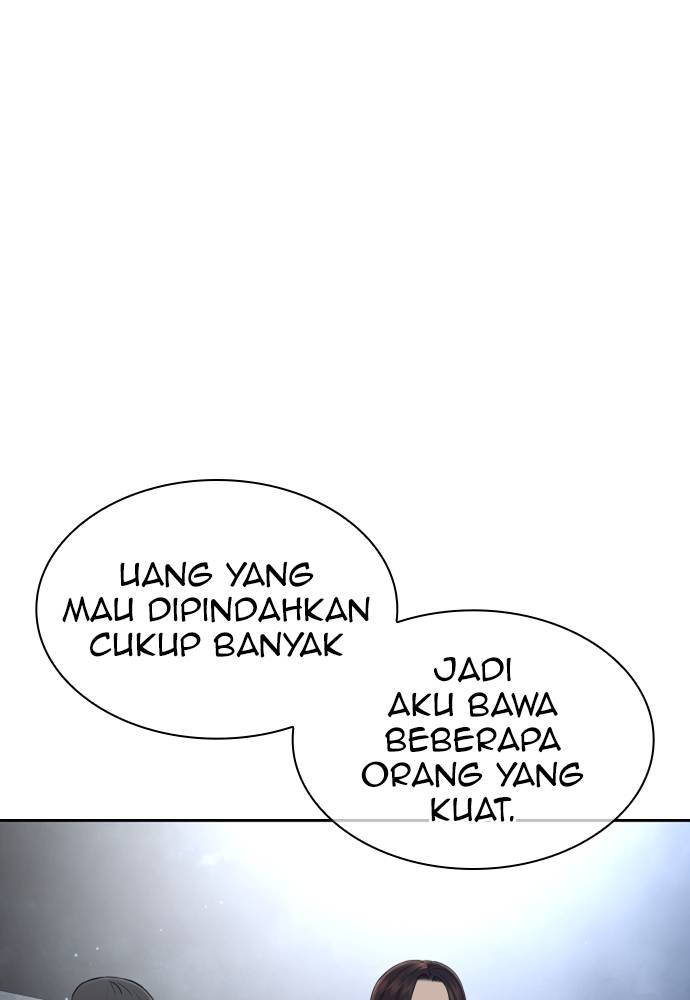 UANG YANG
MAU DIPINDAHKAN
CUKUP BANYAK
JADI
AKU BAWA
BEBERAPA
ORANG YANG
KUAT.